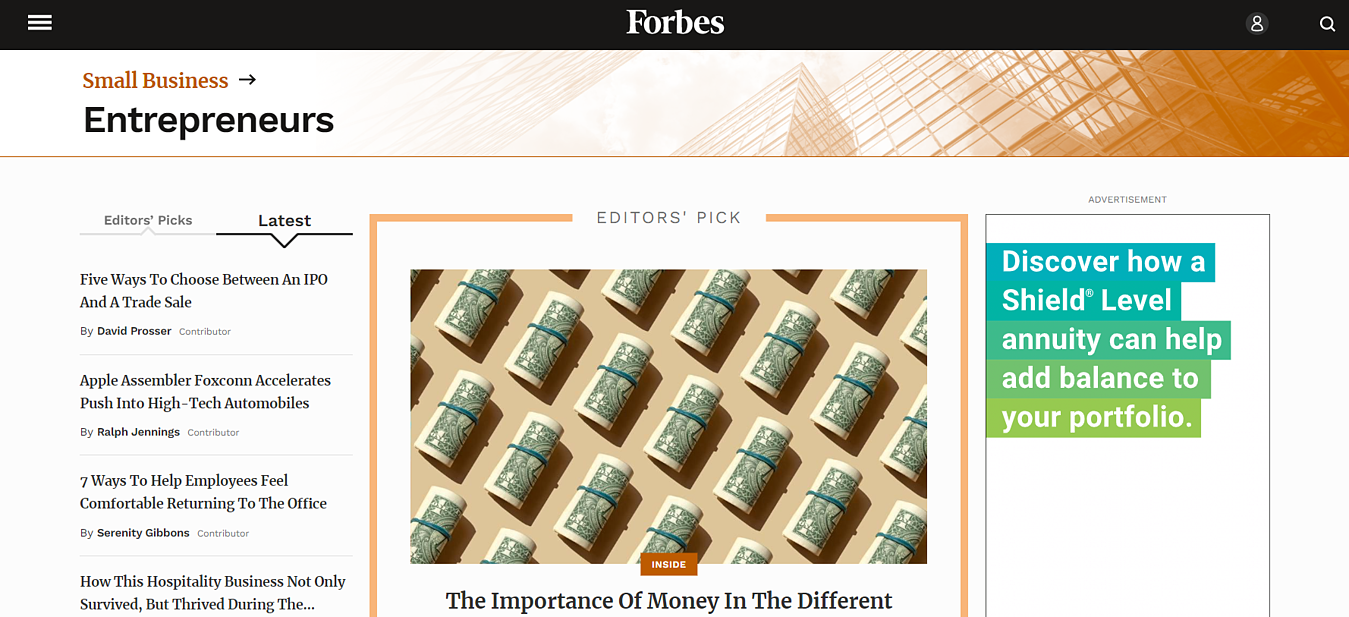 Forbes
Small Business →
Entrepreneurs
Editors' Picks
Latest
Five Ways To Choose Between An IPO
And A Trade Sale
By David Prosser Contributor
Apple Assembler Foxconn Accelerates
Push Into High-Tech Automobiles
By Ralph Jennings Contributor
7 Ways To Help Employees Feel
Comfortable Returning To The Office
By Serenity Gibbons Contributor
How This Hospitality Business Not Only
Survived, But Thrived During The...
EDITORS' PICK
INSIDE
The Importance Of Money In The Different
ADVERTISEMENT
Discover how a
Shield® Level
annuity can help
add balance to
your portfolio.